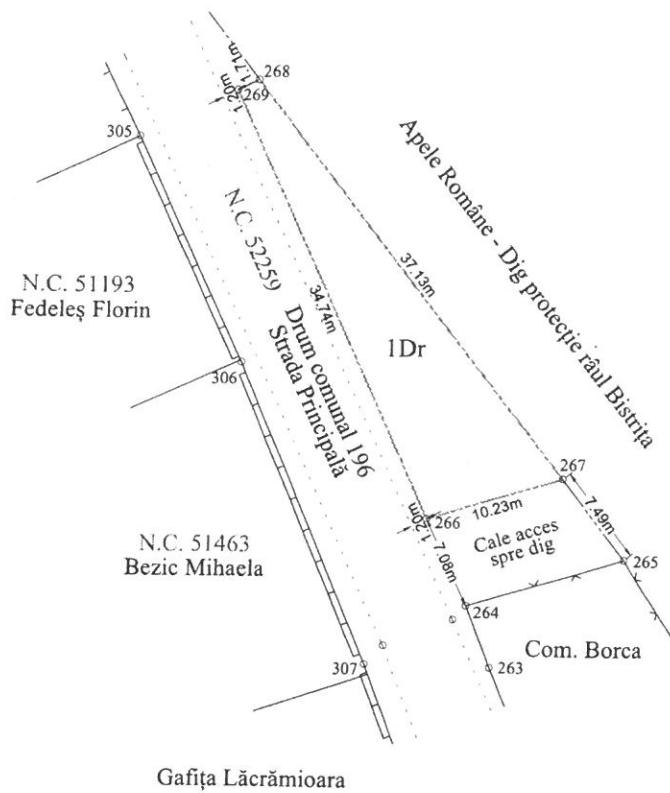 1.71m
268
1.20m
269
305
Apele Române - Dig protecție râul Bistrița
N.C. 52259
37.13m
N.C. 51193
Fedeleș Florin
34.74m
Drum comunal 196
Strada Principală
1Dr
306
267
266
10.23m
1.20m
7.49m
Cale acces
spre dig
7.08m
N.C. 51463
Bezic Mihaela
265
264
Com. Borca
263
307
Gafița Lăcrămioara